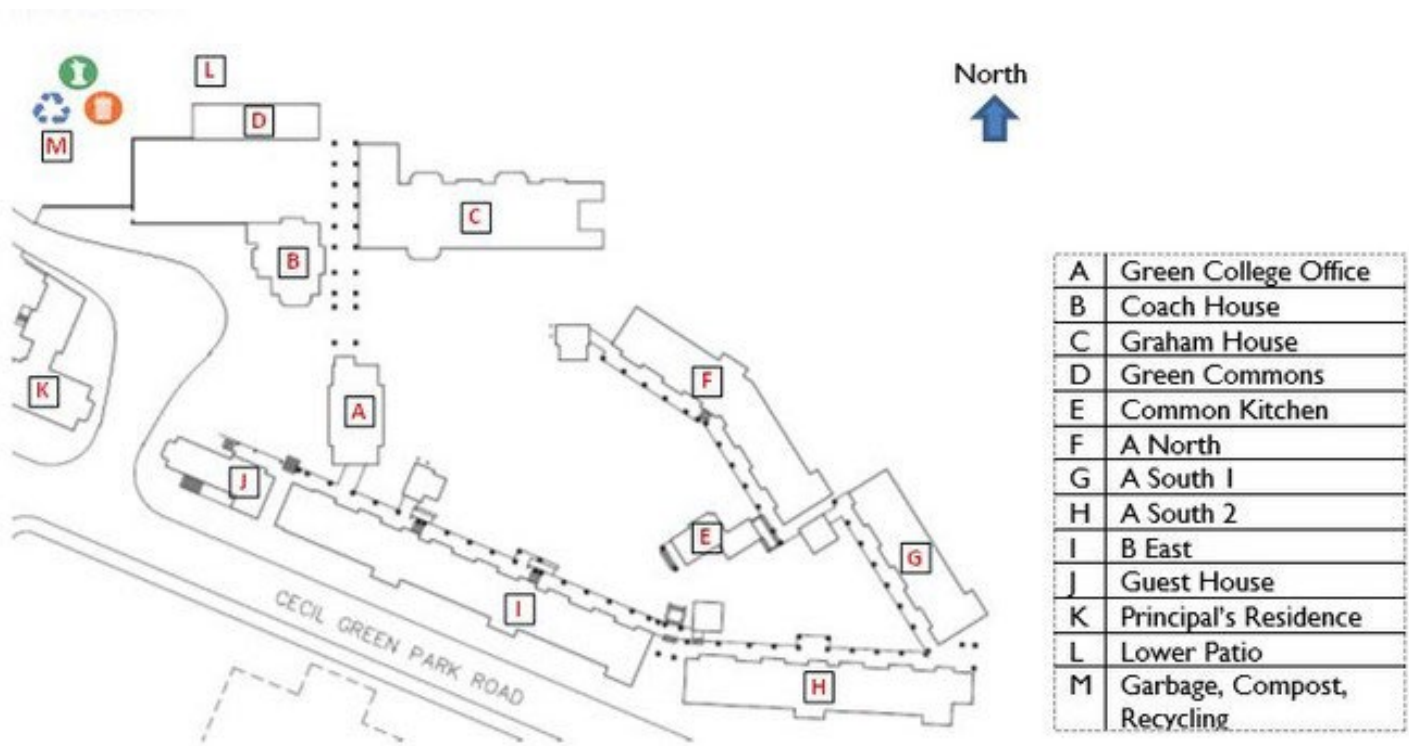 L
North
D
M
C
B
F
K
A
J
E
G
I
H
CECIL GREEN PARK ROAD
A Green College Office
B Coach House
C Graham House
D Green Commons
E Common Kitchen
F A North
G A South 1
H A South 2
I B East
J Guest House
K Principal's Residence
L Lower Patio
M Garbage, Compost,
Recycling